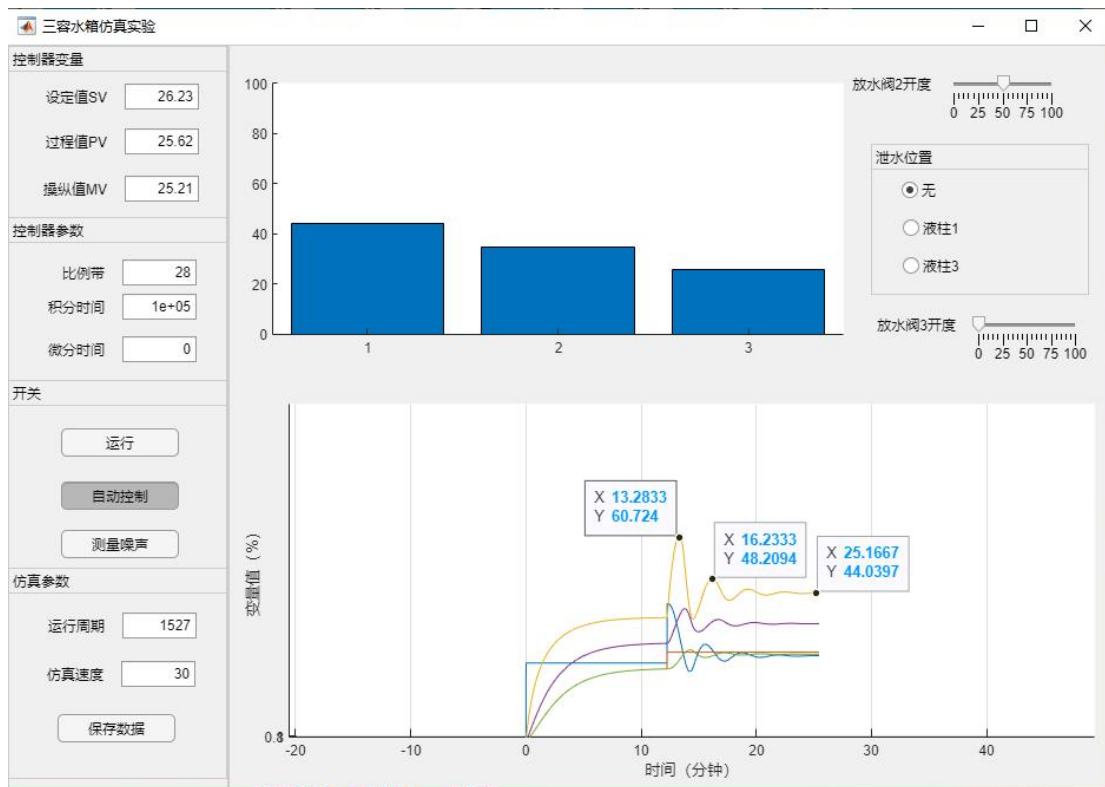 三容水箱仿真实验
控制器变量
设定值SV 26.23
过程值PV 25.62
操纵值MV 25.21
控制器参数
比例带 28
积分时间 1e+05
微分时间 0
开关
运行
自动控制
测量噪声
仿真参数
运行周期 1527
仿真速度 30
保存数据
100
80
60
40
20
0
1 2 3
放水阀2开度
0 25 50 75 100
泄水位置
无
液柱1
液柱3
放水阀3开度
0 25 50 75 100
变量值（%）
X 13.2833
Y 60.724
X 16.2333
Y 48.2094
X 25.1667
Y 44.0397
-20 -10 0 10 20 30 40
时间（分钟）